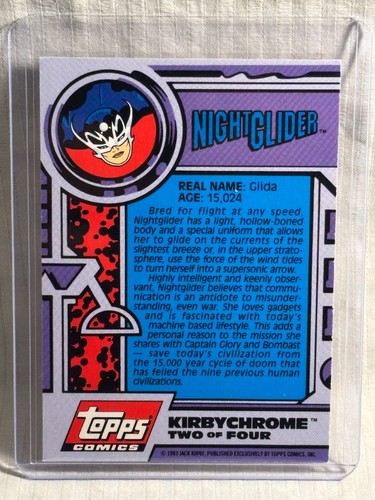 NIGHTGLIDER™
REAL NAME: Glida
AGE: 15,024
Bred for flight at any speed,
Nightglider has a light, hollow-boned
body and a special uniform that allows
her to glide on the currents of the
slightest breeze or, in the upper strato-
sphere, use the force of the wind tides
to turn herself into a supersonic arrow.
Highly intelligent and keenly obser-
vant, Nightglider believes that commu-
nication is an antidote to misunder-
standing, even war. She loves gadgets
and is fascinated with today's
machine based lifestyle. This adds a
personal reason to the mission she
shares with Captain Glory and Bombast
— save today's civilization from
the 15,000 year cycle of doom that
has felled the nine previous human
civilizations.
Topps
COMICS
KIRBYCHROME™
TWO OF FOUR
© 1993 JACK KIRBY, PUBLISHED EXCLUSIVELY BY TOPPS COMICS, INC.